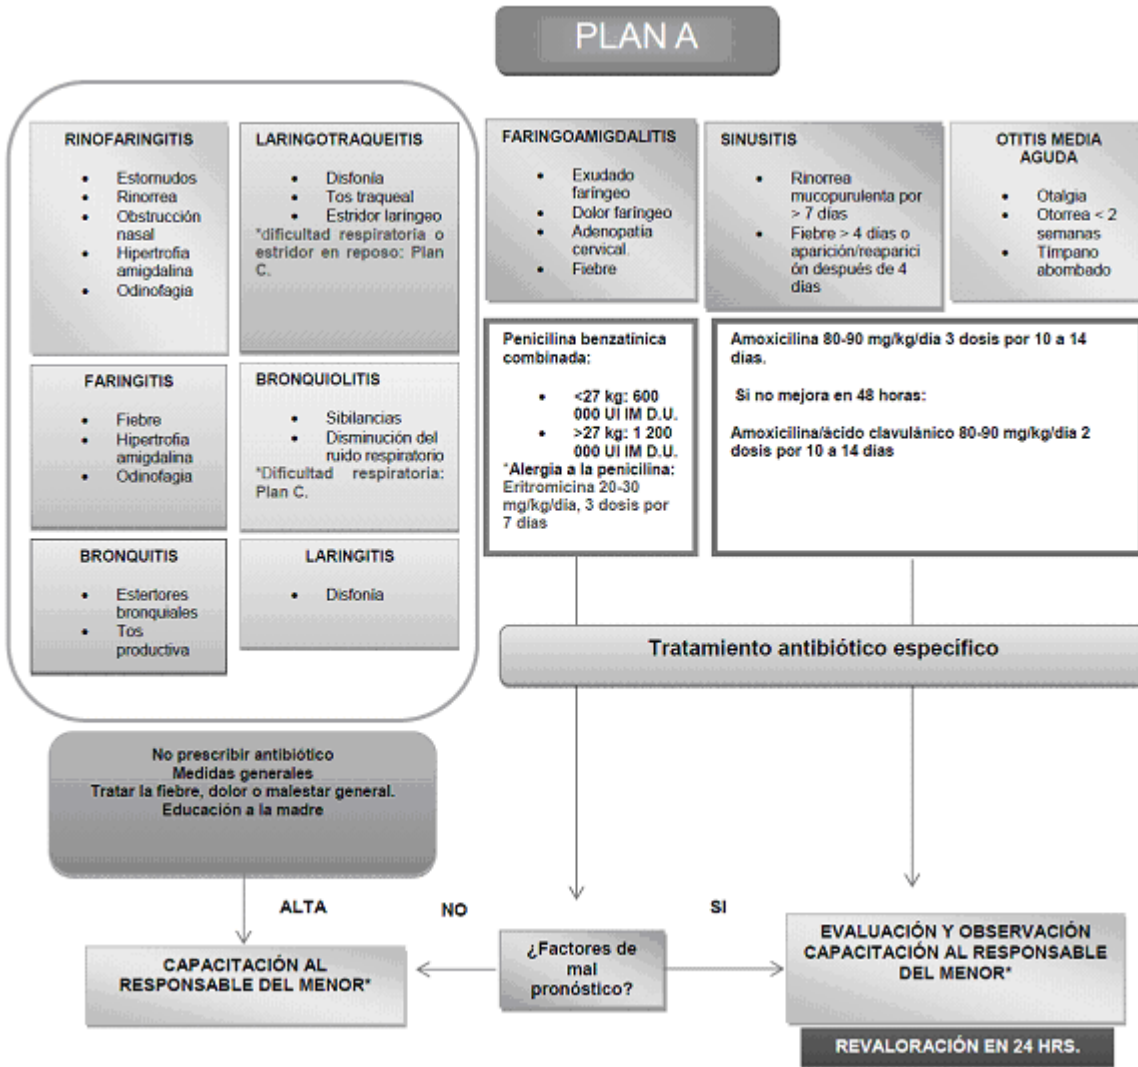 PLAN A
RINOFARINGITIS
• Estornudos
• Rinorrea
• Obstrucción
nasal
• Hipertrofia
amigdalina
• Odinofagia
LARINGOTRAQUEITIS
• Disfonía
• Tos traqueal
• Estridor laríngeo
*dificultad respiratoria o
estridor en reposo: Plan
C.
FARINGITIS
• Fiebre
• Hipertrofia
amigdalina
• Odinofagia
BRONQUIOLITIS
• Sibilancias
• Disminución del
ruido respiratorio
*Dificultad respiratoria:
Plan C.
BRONQUITIS
• Estertores
bronquiales
• Tos
productiva
LARINGITIS
• Disfonía
FARINGOAMIGDALITIS
• Exudado
faríngeo
• Dolor faríngeo
• Adenopatía
cervical.
• Fiebre
SINUSITIS
• Rinorrea
mucopurulenta por
> 7 días
• Fiebre > 4 días o
aparición/reaparici
ón después de 4
días
OTITIS MEDIA
AGUDA
• Otalgia
• Otorrea < 2
semanas
• Tímpano
abombado
Penicilina benzatínica
combinada:
• <27 kg: 600
000 UI IM D.U.
• >27 kg: 1 200
000 UI IM D.U.
*Alergia a la penicilina:
Eritromicina 20-30
mg/kg/día, 3 dosis por
7 días
Amoxicilina 80-90 mg/kg/día 3 dosis por 10 a 14
días.
Si no mejora en 48 horas:
Amoxicilina/ácido clavulánico 80-90 mg/kg/día 2
dosis por 10 a 14 días
Tratamiento antibiótico específico
No prescribir antibiótico
Medidas generales
Tratar la fiebre, dolor o malestar general.
Educación a la madre
ALTA
NO
SI
CAPACITACIÓN AL
RESPONSABLE DEL MENOR*
¿Factores de
mal
pronóstico?
EVALUACIÓN Y OBSERVACIÓN
CAPACITACIÓN AL RESPONSABLE
DEL MENOR*
REVALORACIÓN EN 24 HRS.